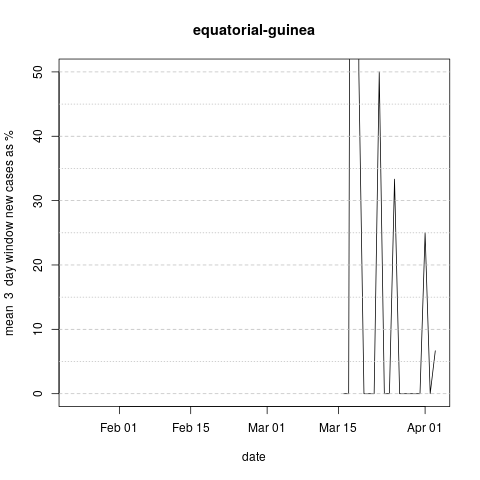 equatorial-guinea
mean  3  day window new cases as %
50
40
30
20
10
0
Feb 01
Feb 15
Mar 01
Mar 15
Apr 01
date